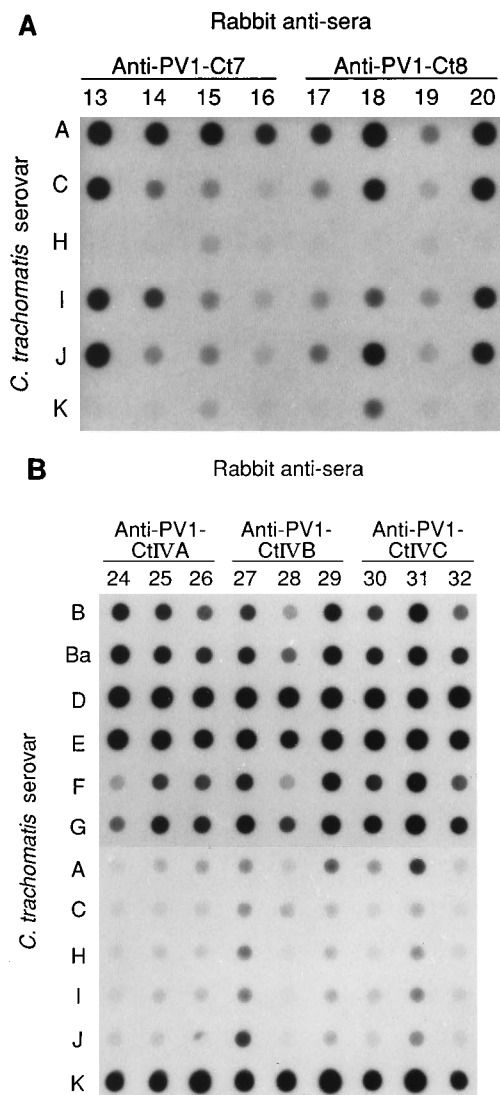 A
Rabbit anti-sera
Anti-PV1-Ct7 Anti-PV1-Ct8
13 14 15 16 17 18 19 20
C. trachomatis serovar
A
C
H
I
J
K
B
Rabbit anti-sera
Anti-PV1-CtIVA Anti-PV1-CtIVB Anti-PV1-CtIVC
24 25 26 27 28 29 30 31 32
C. trachomatis serovar
B
Ba
D
E
F
G
C. trachomatis serovar
A
C
H
I
J
K